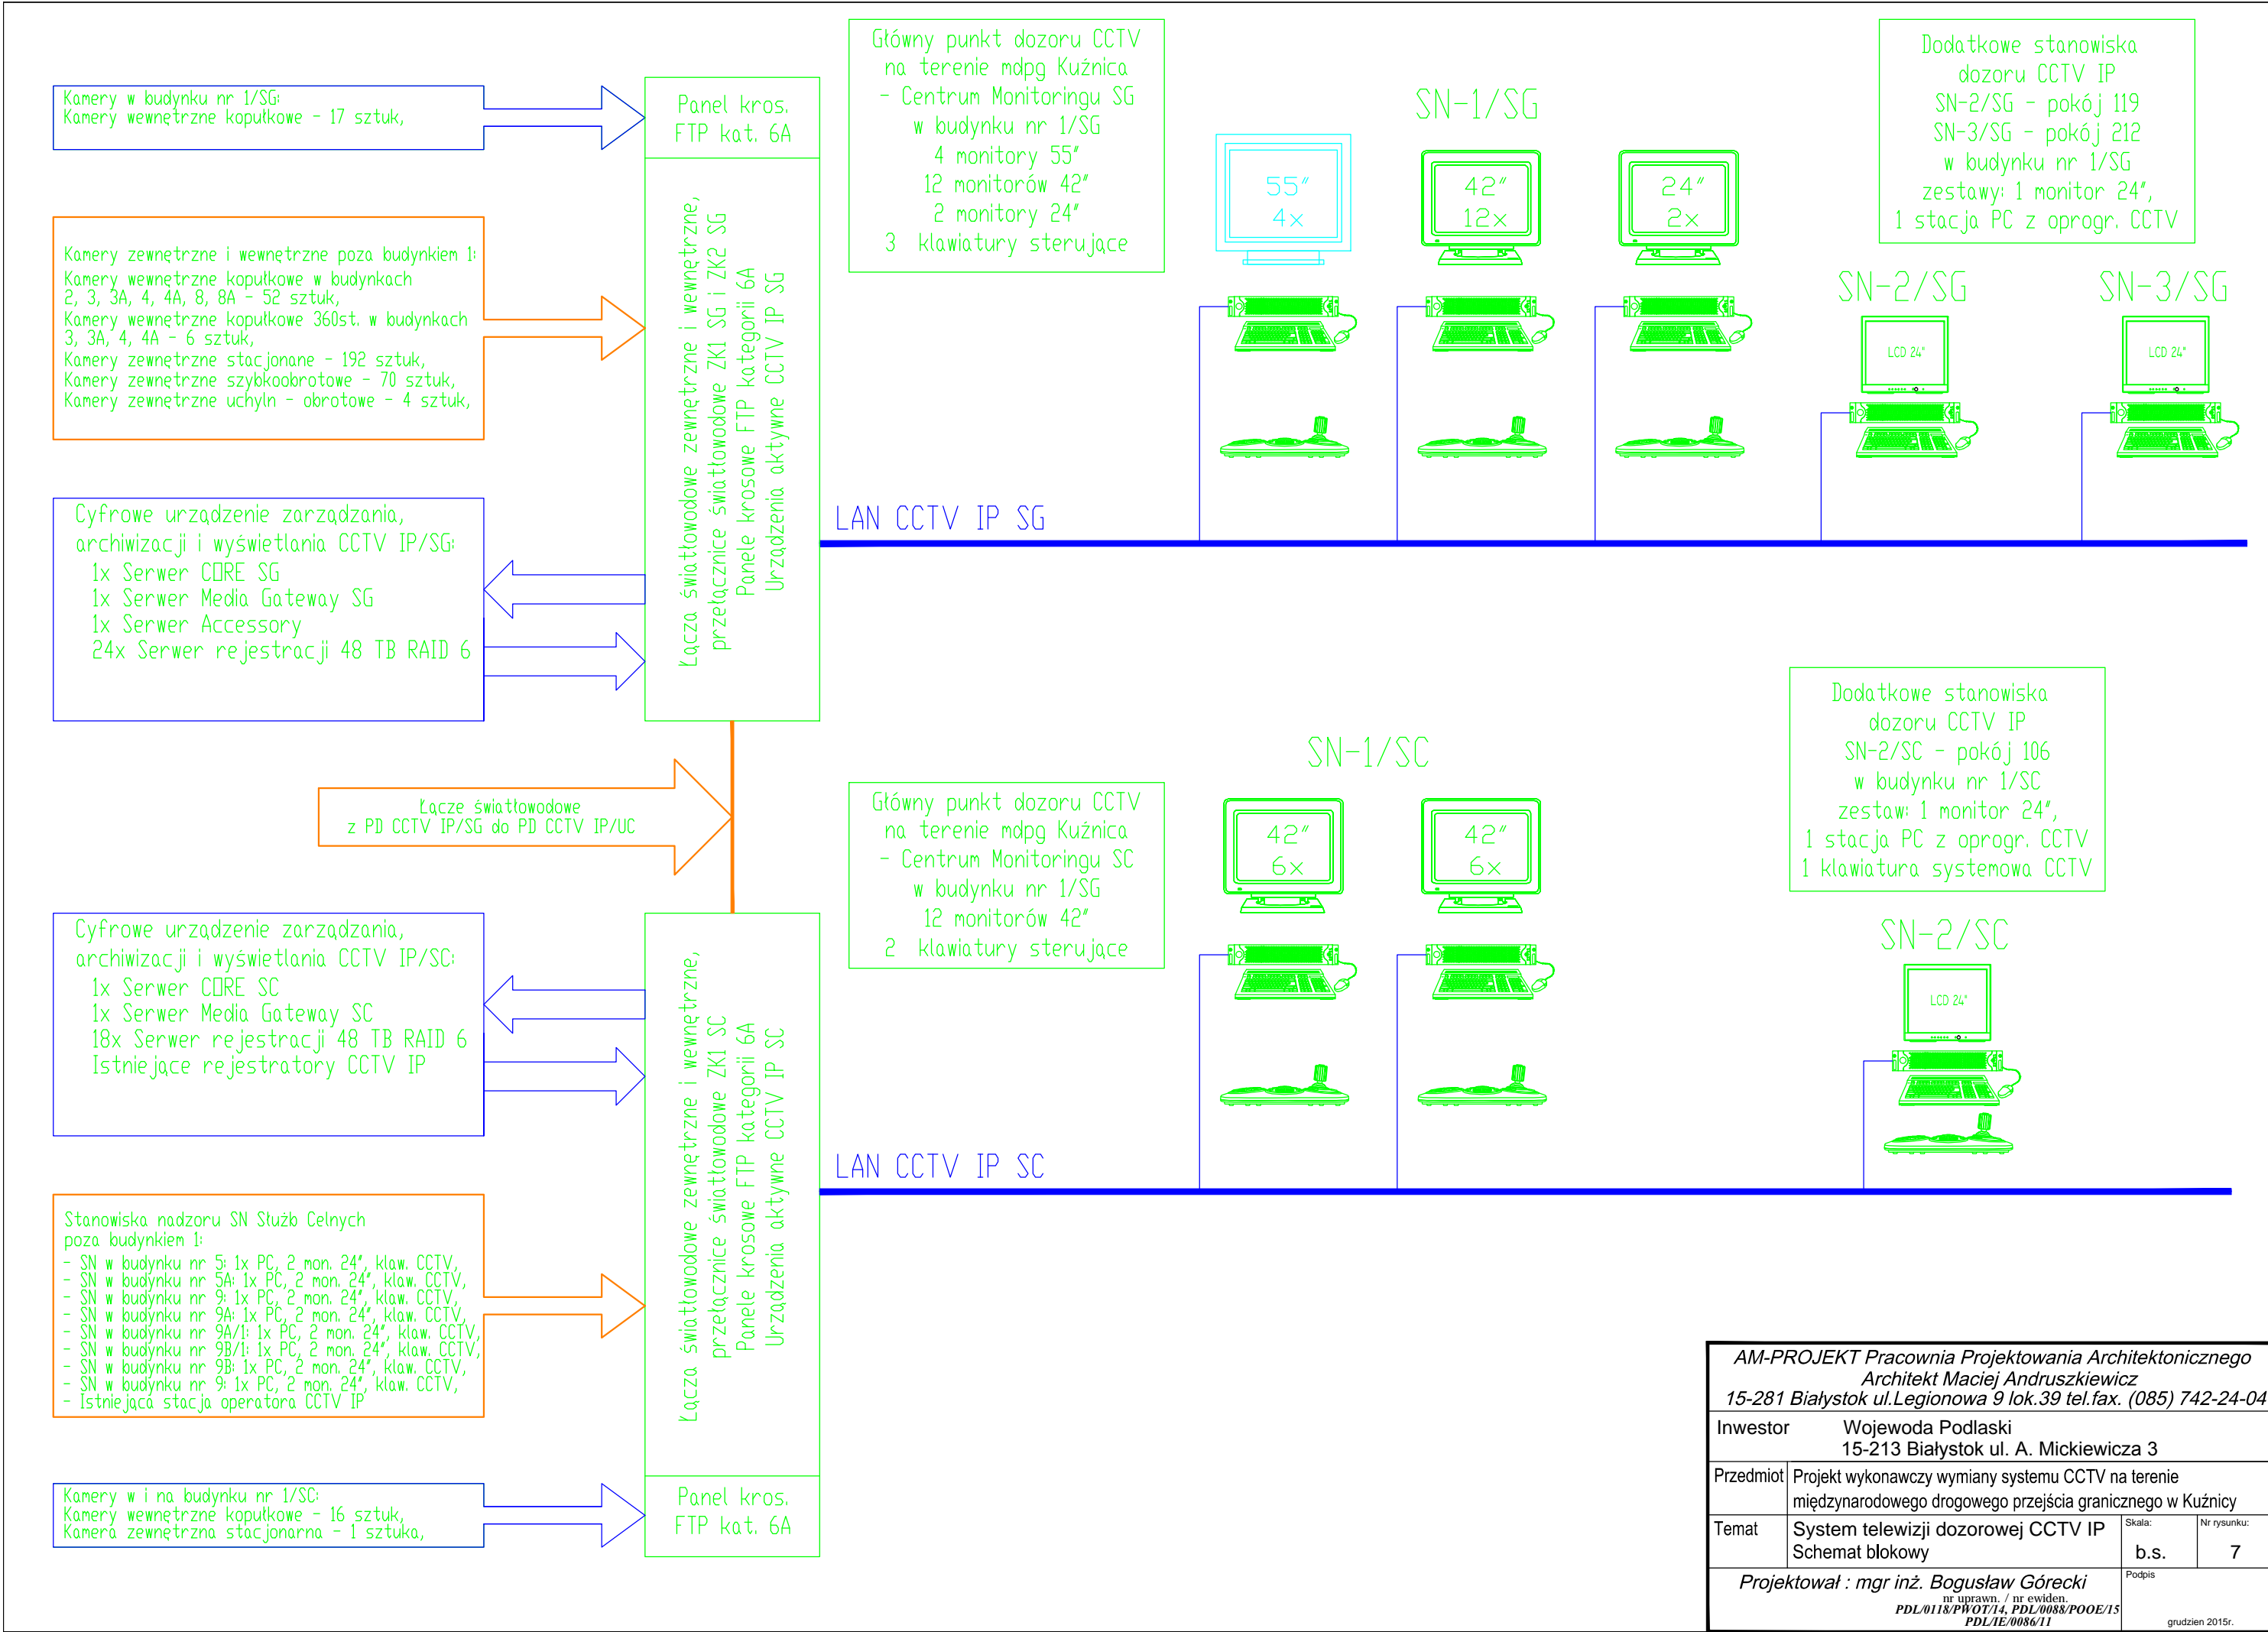 Kamery w budynku nr 1/SG:
Kamery wewnętrzne kopułkowe - 17 sztuk,
Kamery zewnętrzne i wewnętrzne poza budynkiem 1:
Kamery wewnętrzne kopułkowe w budynkach
2, 3, 3A, 4, 4A, 8, 8A - 52 sztuk,
Kamery wewnętrzne kopułkowe 360st. w budynkach
3, 3A, 4, 4A - 6 sztuk,
Kamery zewnętrzne stacjonane - 192 sztuk,
Kamery zewnętrzne szybkoobrotowe - 70 sztuk,
Kamery zewnętrzne uchyln - obrotowe - 4 sztuk,
Cyfrowe urządzenie zarządzania,
archiwizacji i wyświetlania CCTV IP/SG:
1x Serwer CORE SG
1x Serwer Media Gateway SG
1x Serwer Accessory
24x Serwer rejestracji 48 TB RAID 6
Panel kros.
FTP kat. 6A
Łącza światłowodowe zewnętrzne i wewnętrzne,
przełącznice światłowodowe ZK1 SG i ZK2 SG
Panele krosowe FTP kategorii 6A
Urządzenia aktywne CCTV IP SG
Główny punkt dozoru CCTV
na terenie mdpg Kuźnica
- Centrum Monitoringu SG
w budynku nr 1/SG
4 monitory 55"
12 monitorów 42"
2 monitory 24"
3 klawiatury sterujące
SN-1/SG
55"
4x
42"
12x
24"
2x
Dodatkowe stanowiska
dozoru CCTV IP
SN-2/SG - pokój 119
SN-3/SG - pokój 212
w budynku nr 1/SG
zestawy: 1 monitor 24",
1 stacja PC z oprogr. CCTV
SN-2/SG
LCD 24"
SN-3/SG
LCD 24"
LAN CCTV IP SG
Łącze światłowodowe
z PD CCTV IP/SG do PD CCTV IP/UC
Cyfrowe urządzenie zarządzania,
archiwizacji i wyświetlania CCTV IP/SC:
1x Serwer CORE SC
1x Serwer Media Gateway SC
18x Serwer rejestracji 48 TB RAID 6
Istniejące rejestratory CCTV IP
Stanowiska nadzoru SN Służb Celnych
poza budynkiem 1:
- SN w budynku nr 5: 1x PC, 2 mon. 24", klaw. CCTV,
- SN w budynku nr 5A: 1x PC, 2 mon. 24", klaw. CCTV,
- SN w budynku nr 9: 1x PC, 2 mon. 24", klaw. CCTV,
- SN w budynku nr 9A: 1x PC, 2 mon. 24", klaw. CCTV,
- SN w budynku nr 9A/1: 1x PC, 2 mon. 24", klaw. CCTV,
- SN w budynku nr 9B/1: 1x PC, 2 mon. 24", klaw. CCTV,
- SN w budynku nr 9B: 1x PC, 2 mon. 24", klaw. CCTV,
- SN w budynku nr 9: 1x PC, 2 mon. 24", klaw. CCTV,
- Istniejąca stacja operatora CCTV IP
Kamery w i na budynku nr 1/SC:
Kamery wewnętrzne kopułkowe - 16 sztuk,
Kamera zewnętrzna stacjonarna - 1 sztuka,
Łącza światłowodowe zewnętrzne i wewnętrzne,
przełącznice światłowodowe ZK1 SC
Panele krosowe FTP kategorii 6A
Urządzenia aktywne CCTV IP SC
Panel kros.
FTP kat. 6A
Główny punkt dozoru CCTV
na terenie mdpg Kuźnica
- Centrum Monitoringu SC
w budynku nr 1/SG
12 monitorów 42"
2 klawiatury sterujące
SN-1/SC
42"
6x
42"
6x
Dodatkowe stanowiska
dozoru CCTV IP
SN-2/SC - pokój 106
w budynku nr 1/SC
zestaw: 1 monitor 24",
1 stacja PC z oprogr. CCTV
1 klawiatura systemowa CCTV
SN-2/SC
LCD 24"
LAN CCTV IP SC
AM-PROJEKT Pracownia Projektowania Architektonicznego
Architekt Maciej Andruszkiewicz
15-281 Białystok ul.Legionowa 9 lok.39 tel.fax. (085) 742-24-04
Inwestor Wojewoda Podlaski
15-213 Białystok ul. A. Mickiewicza 3
Przedmiot Projekt wykonawczy wymiany systemu CCTV na terenie
międzynarodowego drogowego przejścia granicznego w Kuźnicy
Temat System telewizji dozorowej CCTV IP
Schemat blokowy
Skala:
b.s.
Nr rysunku:
7
Projektował : mgr inż. Bogusław Górecki
nr uprawn. / nr ewiden.
PDL/0118/PWOT/14, PDL/0088/POOE/15
PDL/IE/0086/11
Podpis
grudzien 2015r.